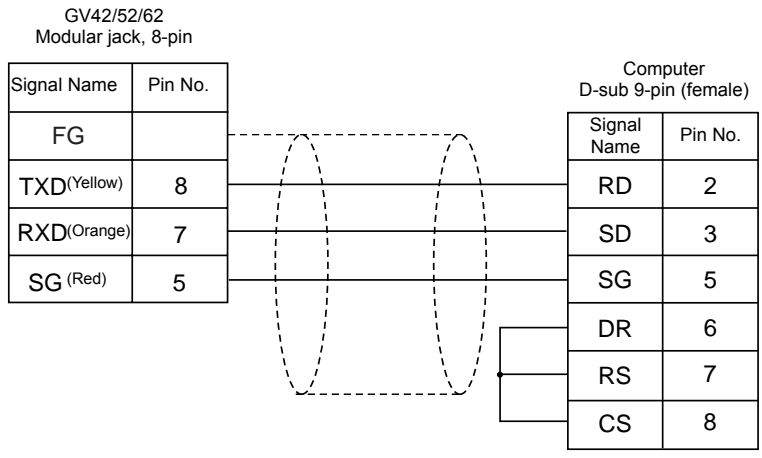 GV42/52/62
Modular jack, 8-pin
Signal Name Pin No.
FG
TXD (Yellow) 8
RXD (Orange) 7
SG (Red) 5
Computer
D-sub 9-pin (female)
Signal
Name
Pin No.
RD 2
SD 3
SG 5
DR 6
RS 7
CS 8